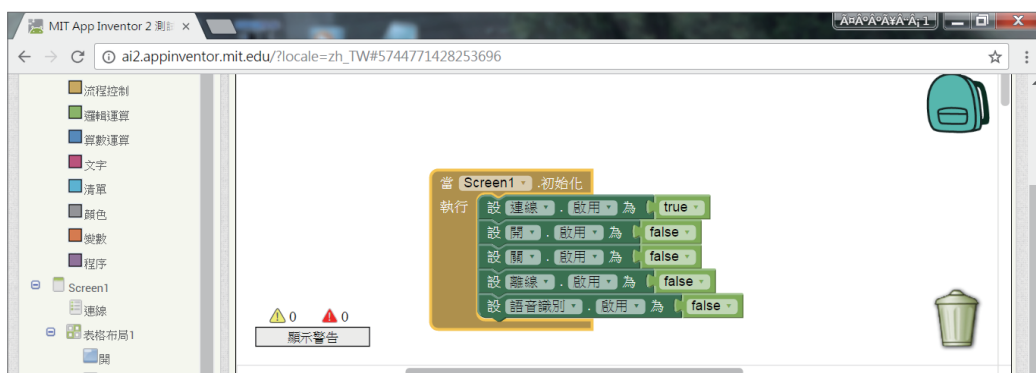 MIT App Inventor 2 測試
ai2.appinventor.mit.edu/?locale=zh_TW#5744771428253696
流程控制
邏輯運算
算數運算
文字
清單
顏色
變數
程序
Screen1
連線
表格布局1
開
當 Screen1 .初始化
執行 設 連線 . 啟用 為 true
設 開 . 啟用 為 false
設 關 . 啟用 為 false
設 離線 . 啟用 為 false
設 語音識別 . 啟用 為 false
0 0
顯示警告